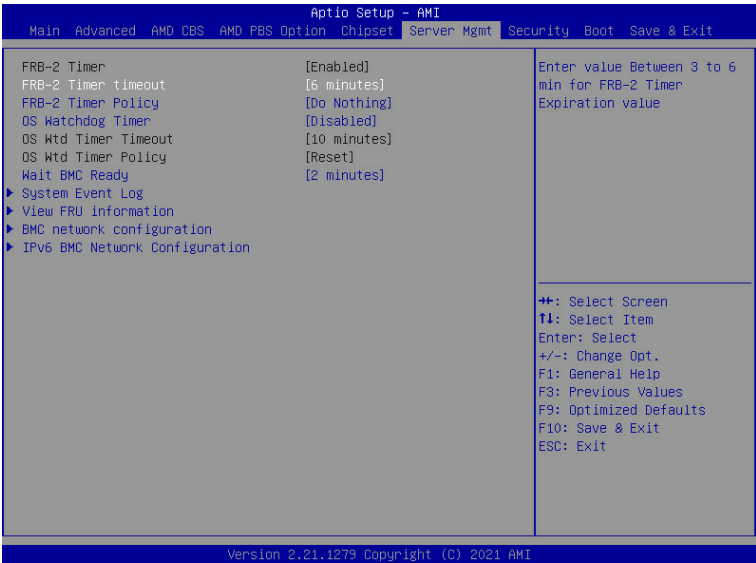 Aptio Setup – AMI
Main Advanced AMD CBS AMD PBS Option Chipset Server Mgmt Security Boot Save & Exit
FRB-2 Timer [Enabled]
FRB-2 Timer timeout [6 minutes]
FRB-2 Timer Policy [Do Nothing]
OS Watchdog Timer [Disabled]
OS Wtd Timer Timeout [10 minutes]
OS Wtd Timer Policy [Reset]
Wait BMC Ready [2 minutes]
System Event Log
View FRU information
BMC network configuration
IPv6 BMC Network Configuration
Enter value Between 3 to 6
min for FRB-2 Timer
Expiration value
→←: Select Screen
↑↓: Select Item
Enter: Select
+/-: Change Opt.
F1: General Help
F3: Previous Values
F9: Optimized Defaults
F10: Save & Exit
ESC: Exit
Version 2.21.1279 Copyright (C) 2021 AMI